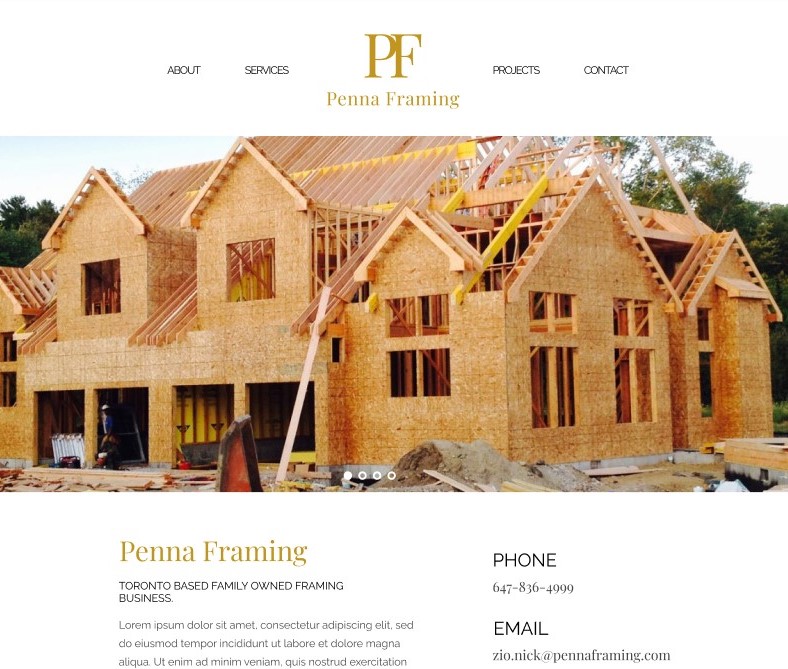 ABOUT
SERVICES
PF
Penna Framing
PROJECTS
CONTACT
Penna Framing
TORONTO BASED FAMILY OWNED FRAMING
BUSINESS.
Lorem ipsum dolor sit amet, consectetur adipiscing elit, sed
do eiusmod tempor incididunt ut labore et dolore magna
aliqua. Ut enim ad minim veniam, quis nostrud exercitation
PHONE
647-836-4999
EMAIL
zio.nick@pennaframing.com